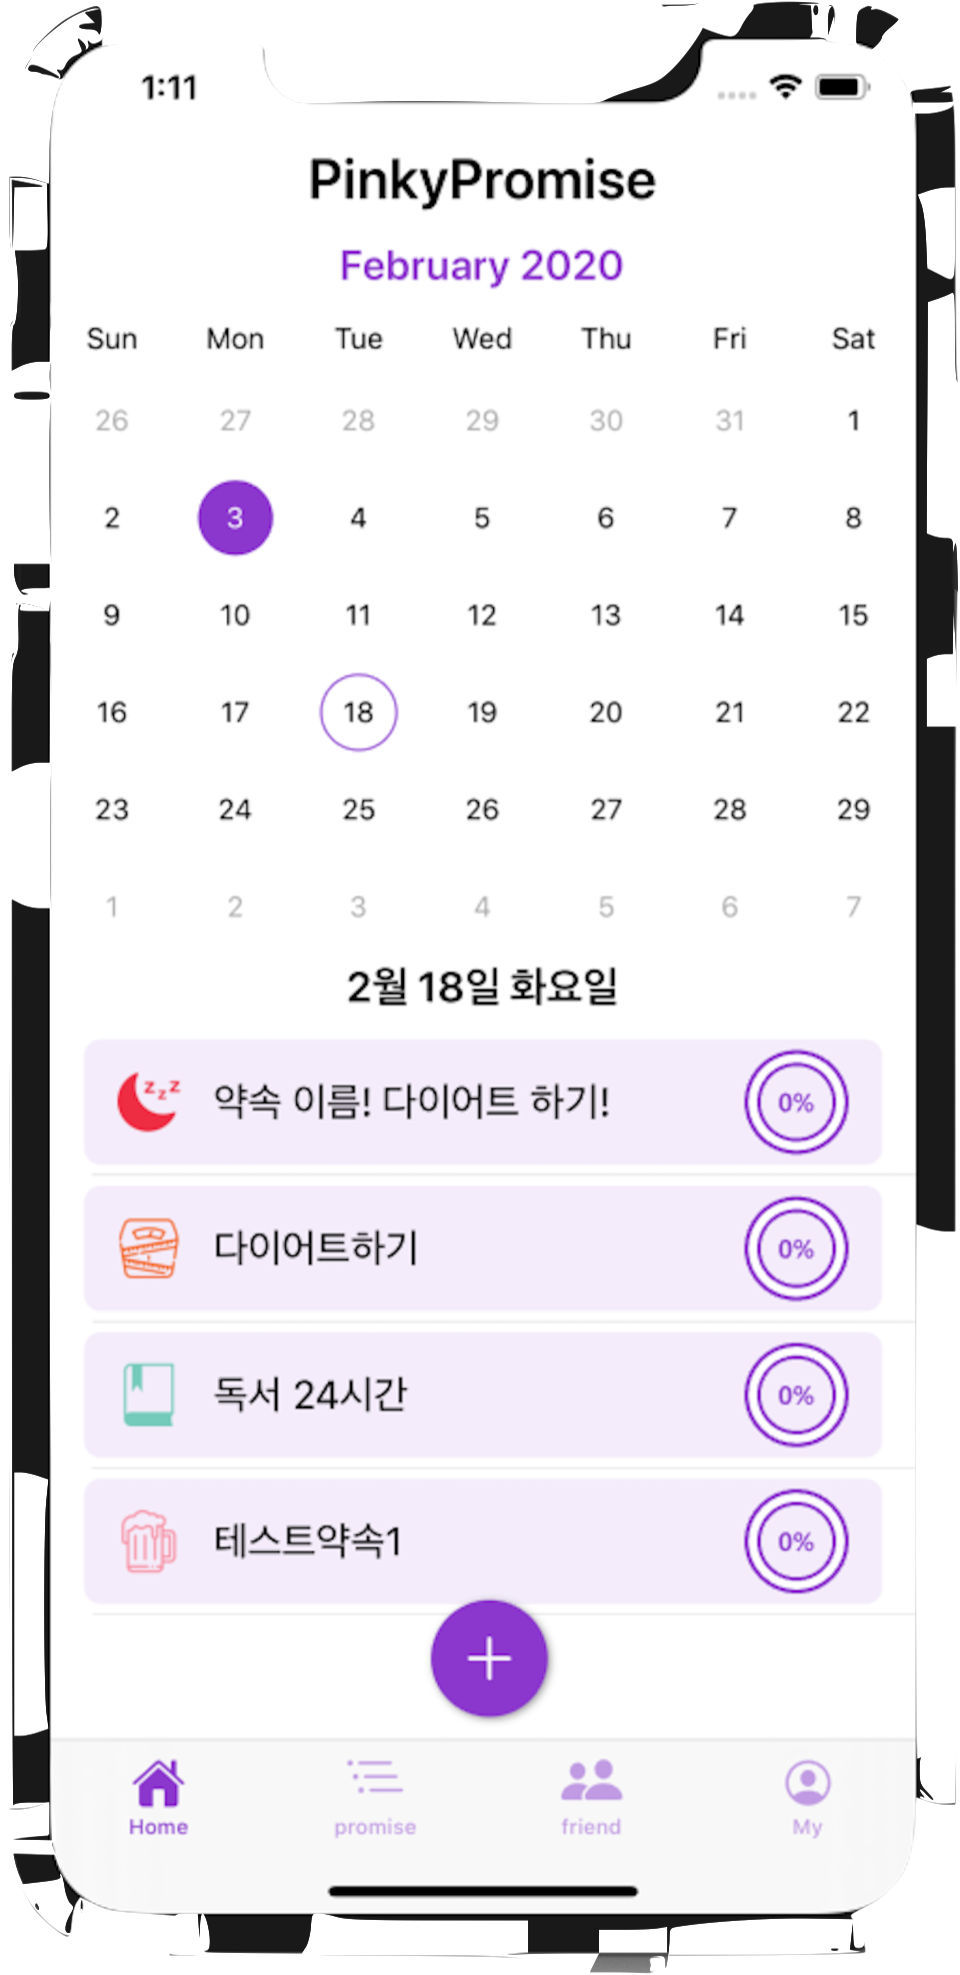 1:11
PinkyPromise
February 2020
Sun Mon Tue Wed Thu Fri Sat
26 27 28 29 30 31 1
2 3 4 5 6 7 8
9 10 11 12 13 14 15
16 17 18 19 20 21 22
23 24 25 26 27 28 29
1 2 3 4 5 6 7
2월 18일 화요일
zzz 약속 이름! 다이어트 하기! 0%
다이어트하기 0%
독서 24시간 0%
테스트약속1 0%
Home promise friend My